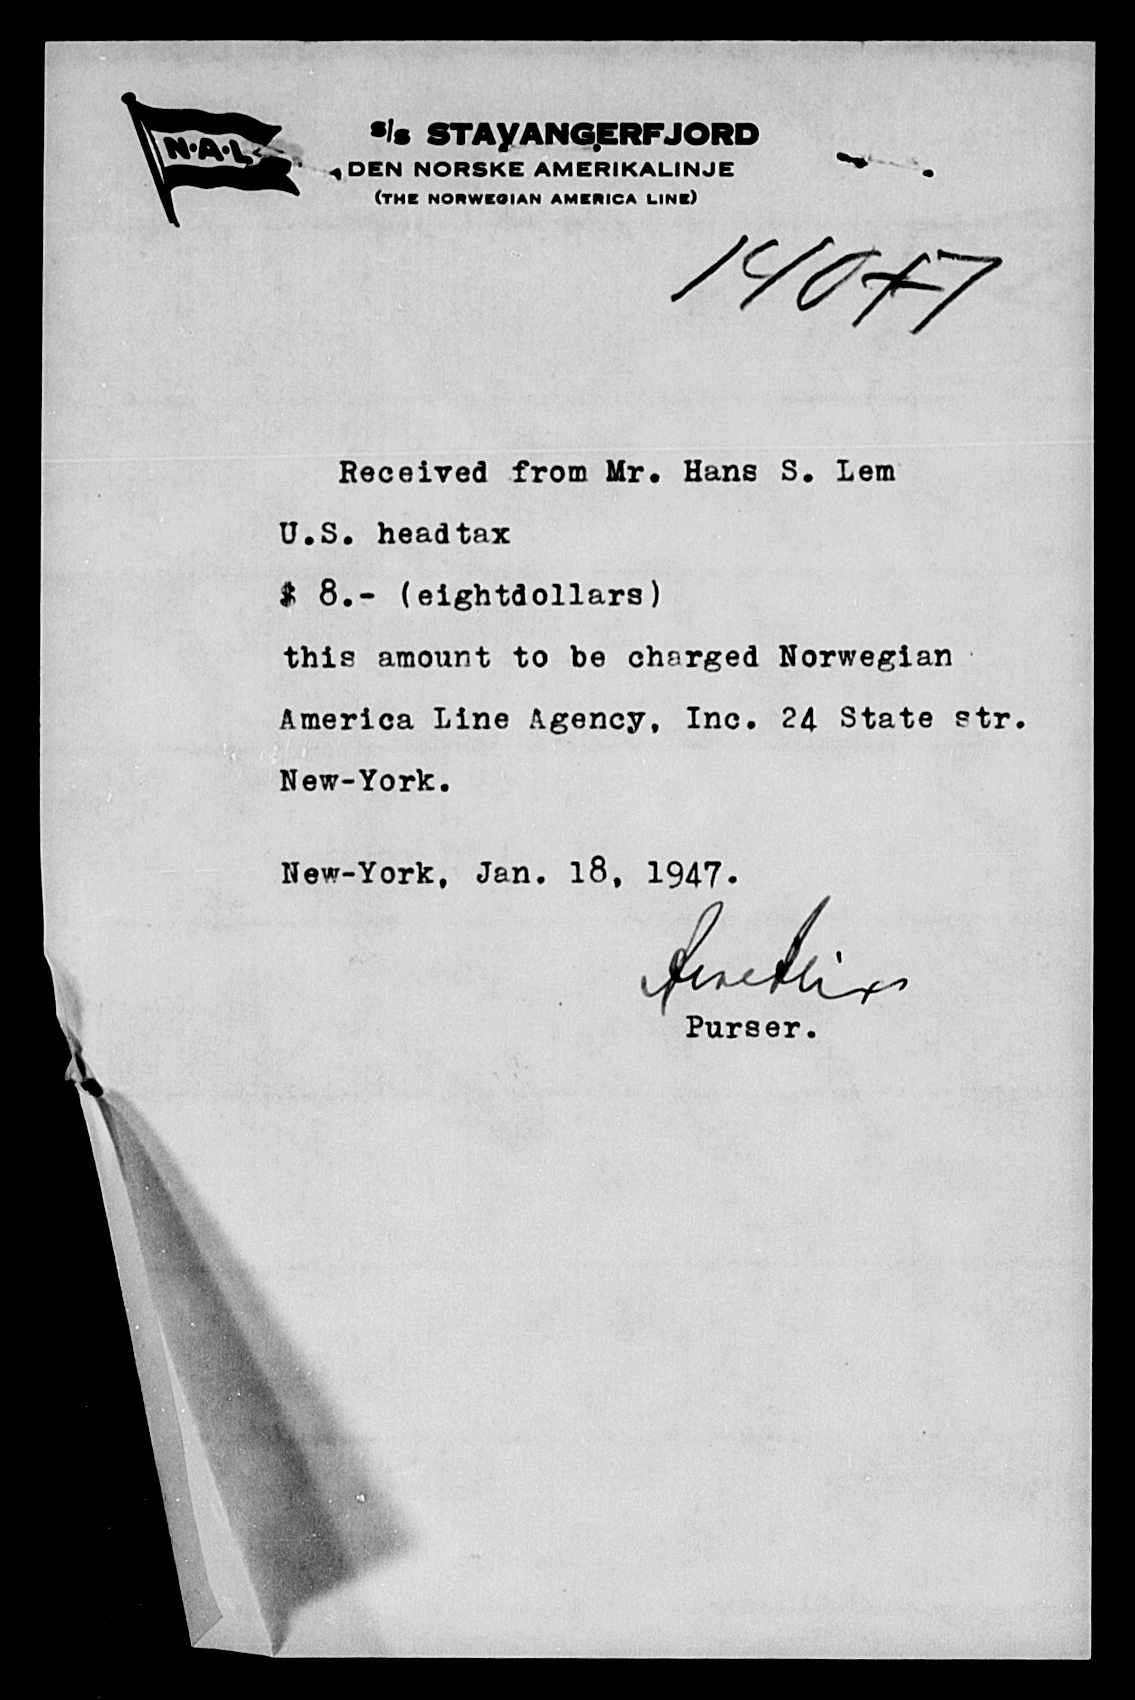 N·A·L
s/s STAVANGERFJORD
DEN NORSKE AMERIKALINJE
(THE NORWEGIAN AMERICA LINE)
14047
Received from Mr. Hans S. Lem
U.S. headtax
$ 8.- (eightdollars)
this amount to be charged Norwegian
America Line Agency, Inc. 24 State str.
New-York.
New-York, Jan. 18, 1947.
Purser.